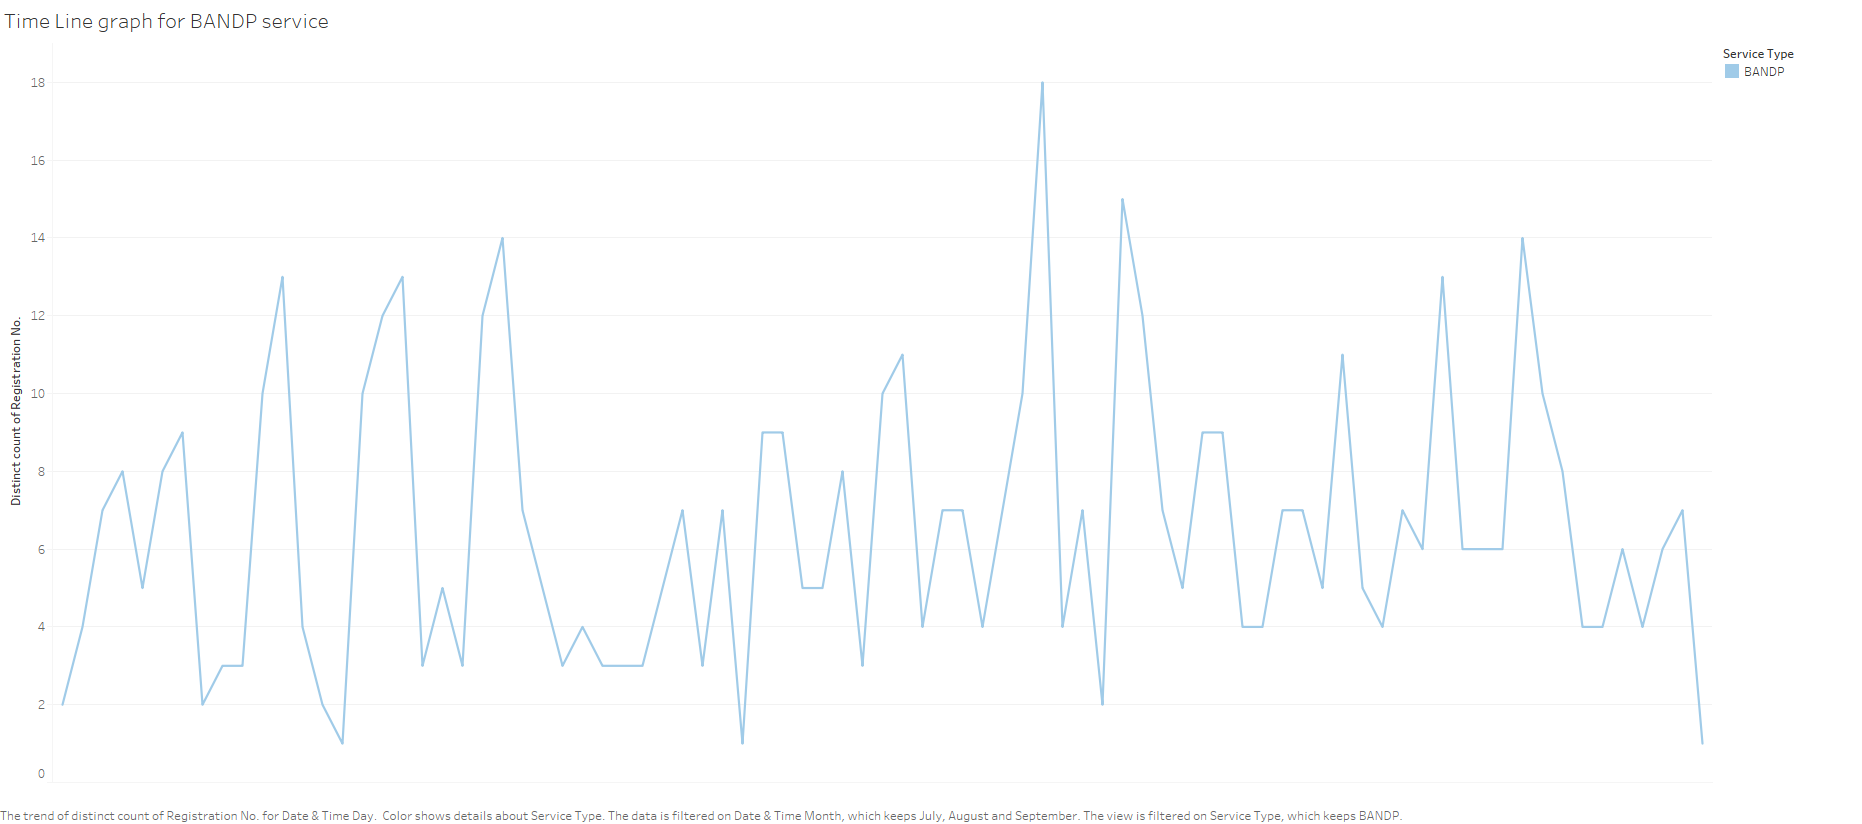 Time Line graph for BANDP service
Service Type
BANDP
18
16
14
12
10
8
6
4
2
0
Distinct count of Registration No.
The trend of distinct count of Registration No. for Date & Time Day.  Color shows details about Service Type. The data is filtered on Date & Time Month, which keeps July, August and September. The view is filtered on Service Type, which keeps BANDP.